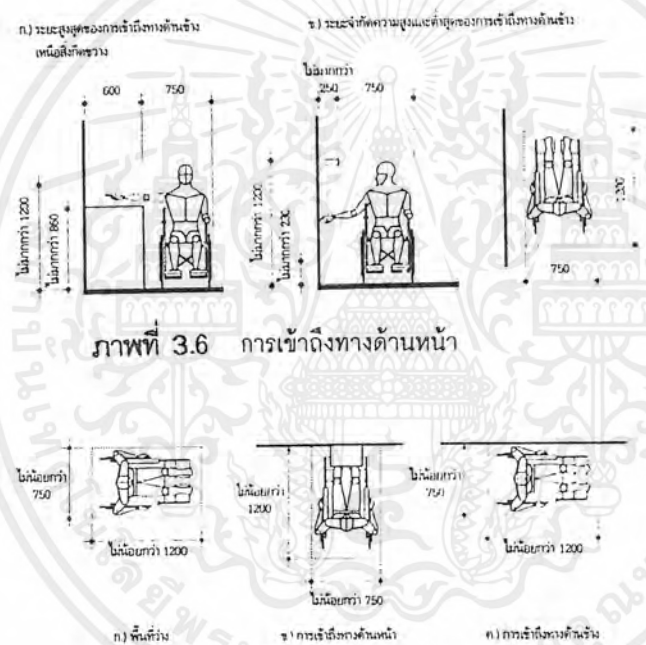 ก.) ระยะสูงสุดของการเข้าถึงทางด้านข้าง
เหนือสิ่งกีดขวาง
ข.) ระยะจำกัดความสูงและต่ำสุดของการเข้าถึงทางด้านข้าง
600
750
ไม่มากกว่า 1200
ไม่มากกว่า 860
ไม่มากกว่า
250
750
ไม่มากกว่า 1200
ไม่มากกว่า 230
750
ภาพที่ 3.6 การเข้าถึงทางด้านหน้า
ไม่น้อยกว่า
750
ไม่น้อยกว่า 1200
ไม่น้อยกว่า
1200
ไม่น้อยกว่า 750
ไม่น้อยกว่า
750
ไม่น้อยกว่า 1200
ก.) พื้นที่ว่าง
ข.) การเข้าถึงทางด้านหน้า
ค.) การเข้าถึงทางด้านข้าง